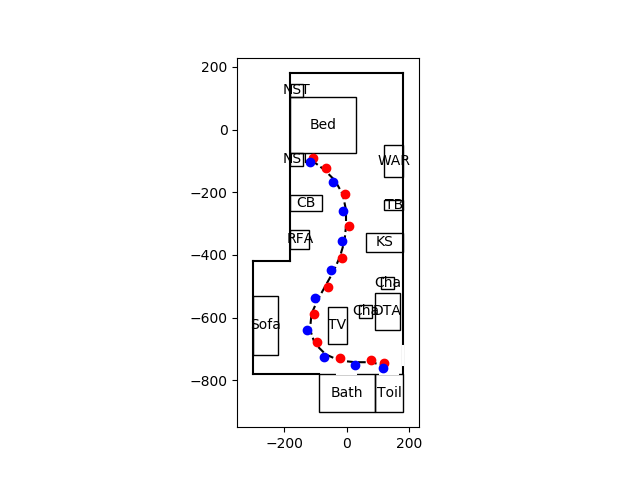 200
NST
Bed
0
NST
WAR
−200
CB
TB
RFA
KS
−400
Cha
Sofa
TV
Cha
DTA
−600
−800
Bath
Toil
−200
0
200